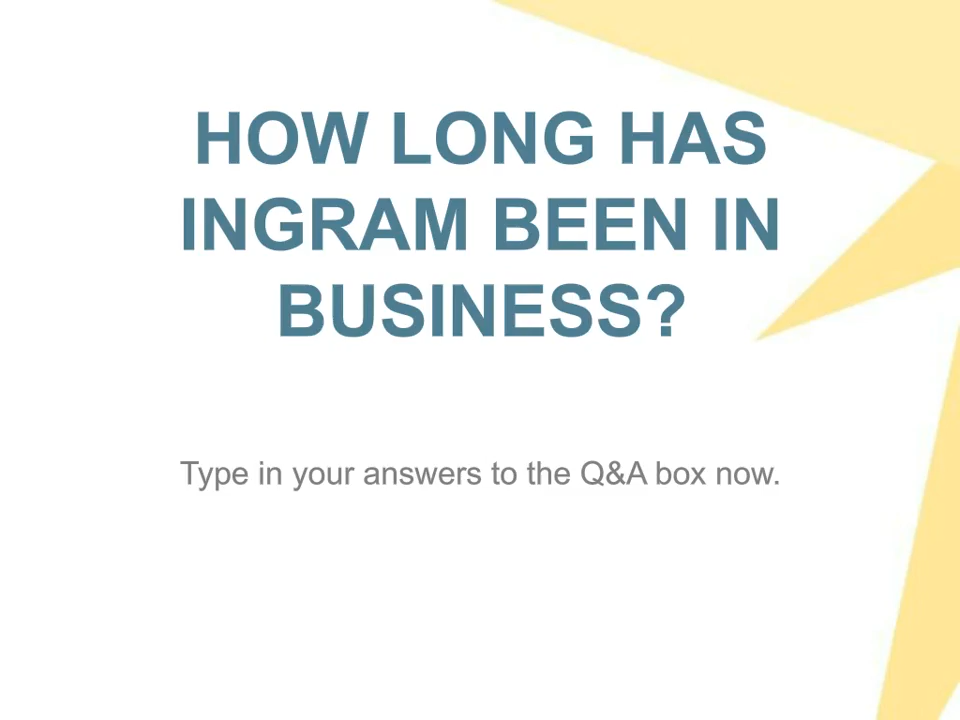 HOW LONG HAS
INGRAM BEEN IN
BUSINESS?
Type in your answers to the Q&A box now.